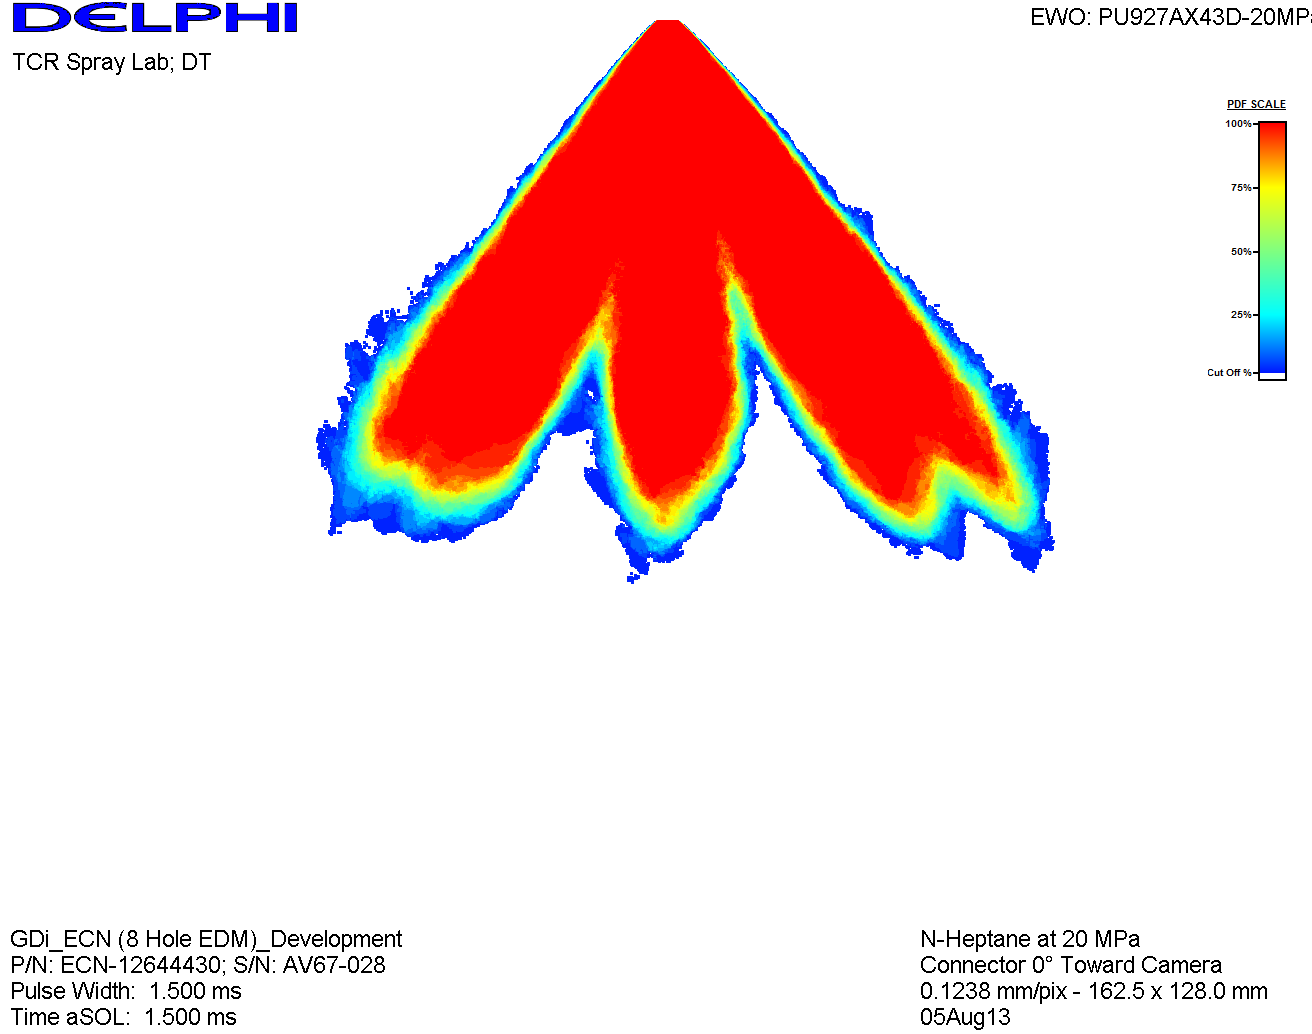 DELPHI
EWO: PU927AX43D-20MPa
TCR Spray Lab; DT
PDF SCALE
100%
75%
50%
25%
Cut Off %
GDi_ECN (8 Hole EDM)_Development
P/N: ECN-12644430; S/N: AV67-028
Pulse Width: 1.500 ms
Time aSOL: 1.500 ms
N-Heptane at 20 MPa
Connector 0° Toward Camera
0.1238 mm/pix - 162.5 x 128.0 mm
05Aug13